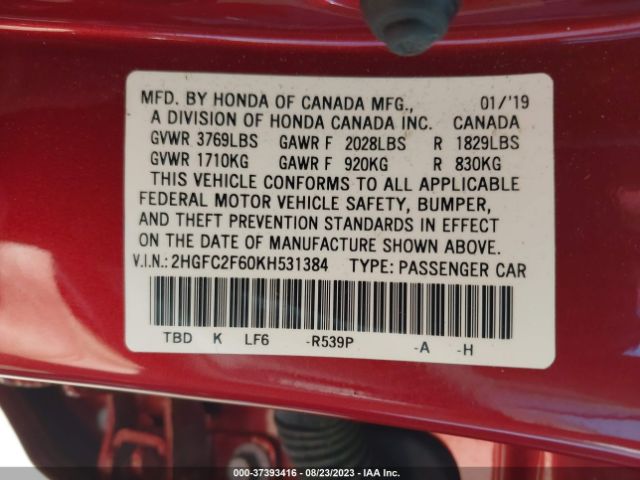 MFD. BY HONDA OF CANADA MFG., 01/'19
A DIVISION OF HONDA CANADA INC. CANADA
GVWR 3769LBS GAWR F 2028LBS R 1829LBS
GVWR 1710KG GAWR F 920KG R 830KG
THIS VEHICLE CONFORMS TO ALL APPLICABLE
FEDERAL MOTOR VEHICLE SAFETY, BUMPER,
AND THEFT PREVENTION STANDARDS IN EFFECT
ON THE DATE OF MANUFACTURE SHOWN ABOVE.
V.I.N.: 2HGFC2F60KH531384 TYPE: PASSENGER CAR
TBD K LF6 -R539P -A -H
000-37393416 - 08/23/2023 - IAA Inc.